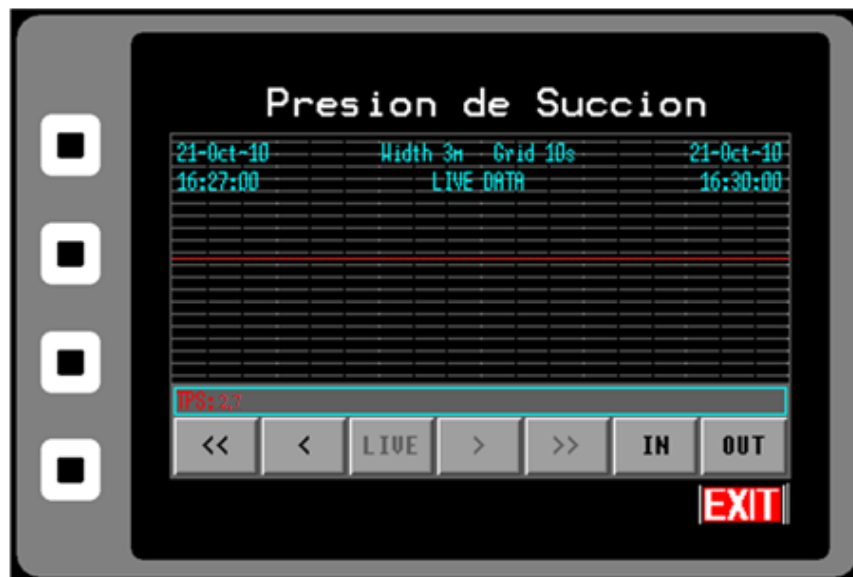 Presion de Succion
21-Oct-10 Width 3m Grid 10s 21-Oct-10
16:27:00 LIVE DATA 16:30:00
TPS: 2.7
<< < LIVE > >> IN OUT
EXIT